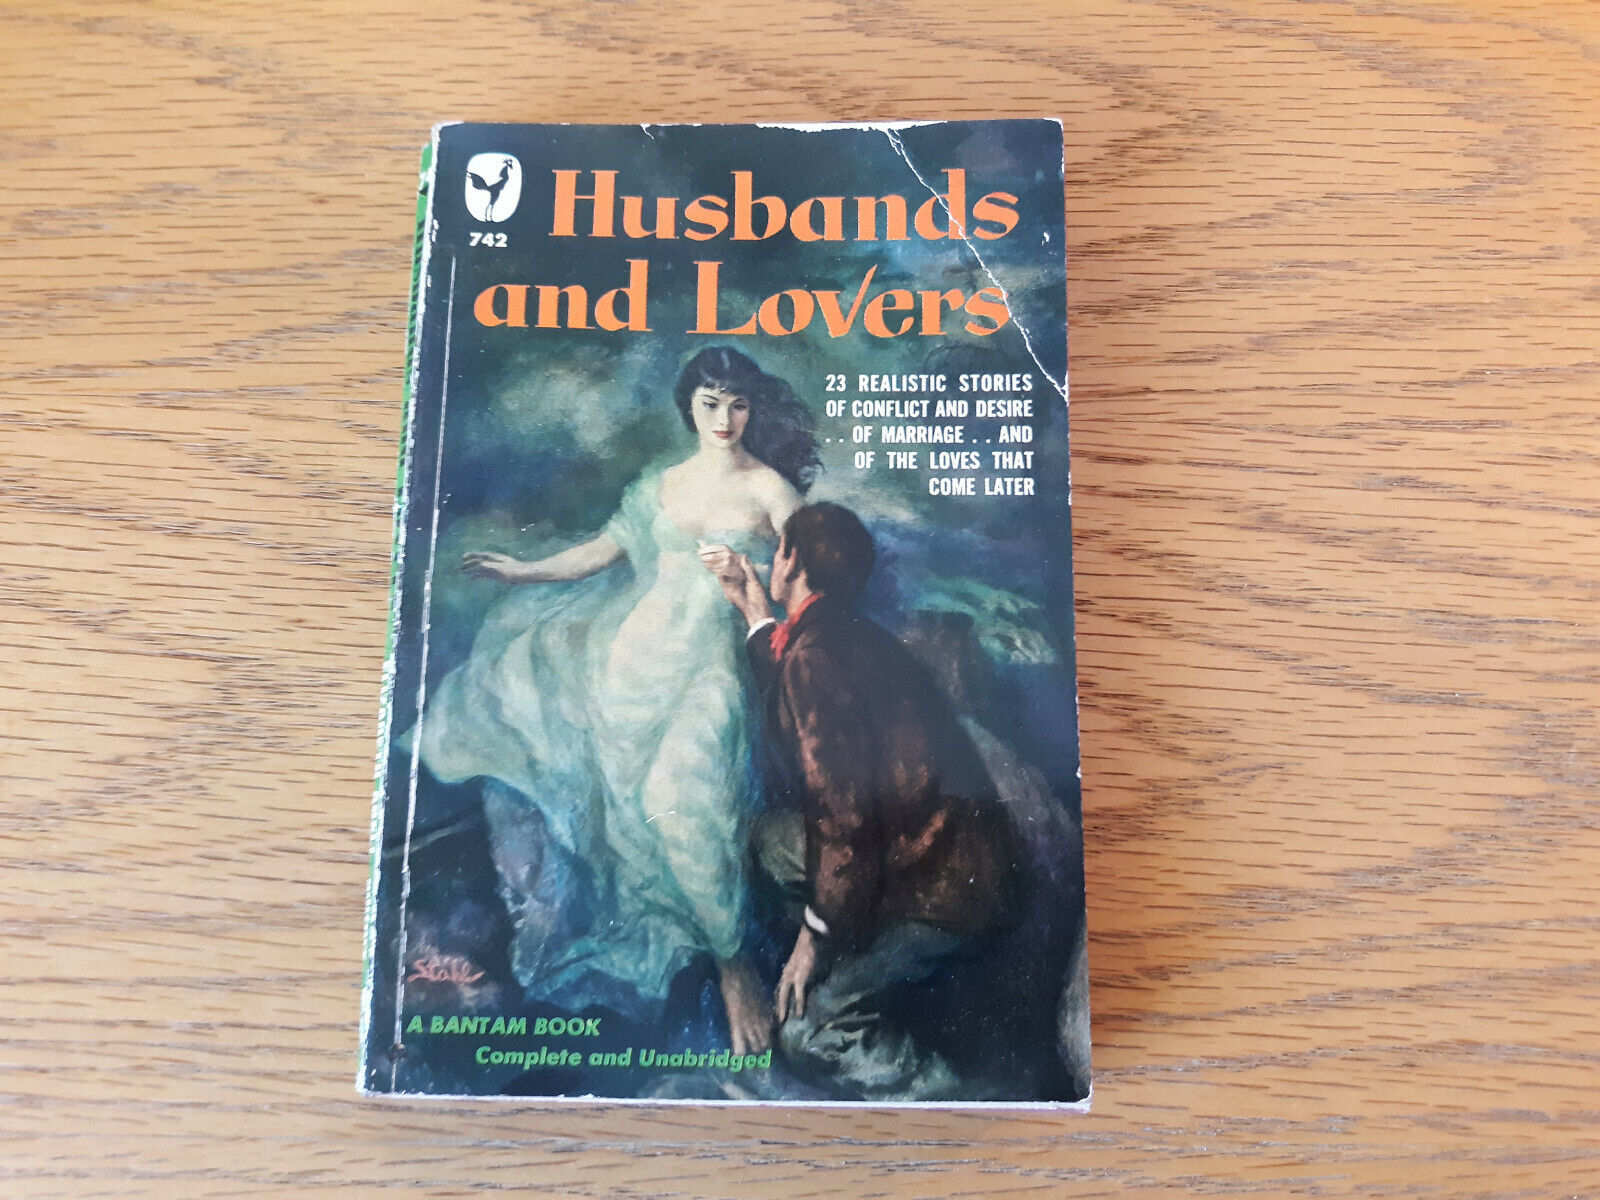 742
Husbands
and Lovers
23 REALISTIC STORIES
OF CONFLICT AND DESIRE
. . OF MARRIAGE . . AND
OF THE LOVES THAT
COME LATER
Stahl
A BANTAM BOOK
Complete and Unabridged